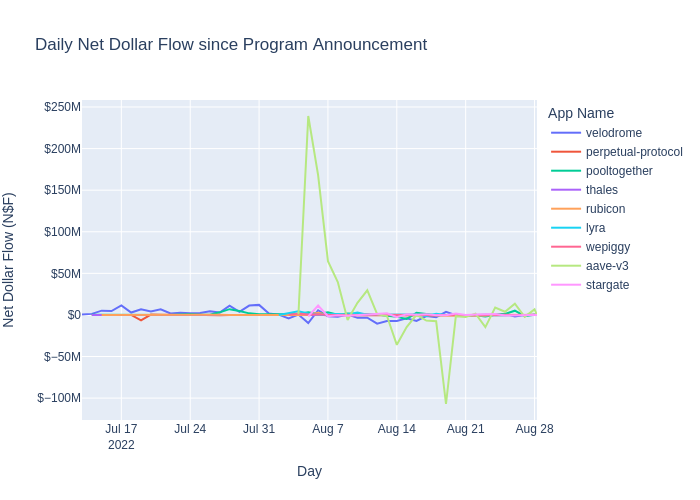 Daily Net Dollar Flow since Program Announcement
Net Dollar Flow (N$F)
$250M
$200M
$150M
$100M
$50M
$0
$−50M
$−100M
Jul 17
2022
Jul 24
Jul 31
Aug 7
Aug 14
Aug 21
Aug 28
Day
App Name
velodrome
perpetual-protocol
pooltogether
thales
rubicon
lyra
wepiggy
aave-v3
stargate